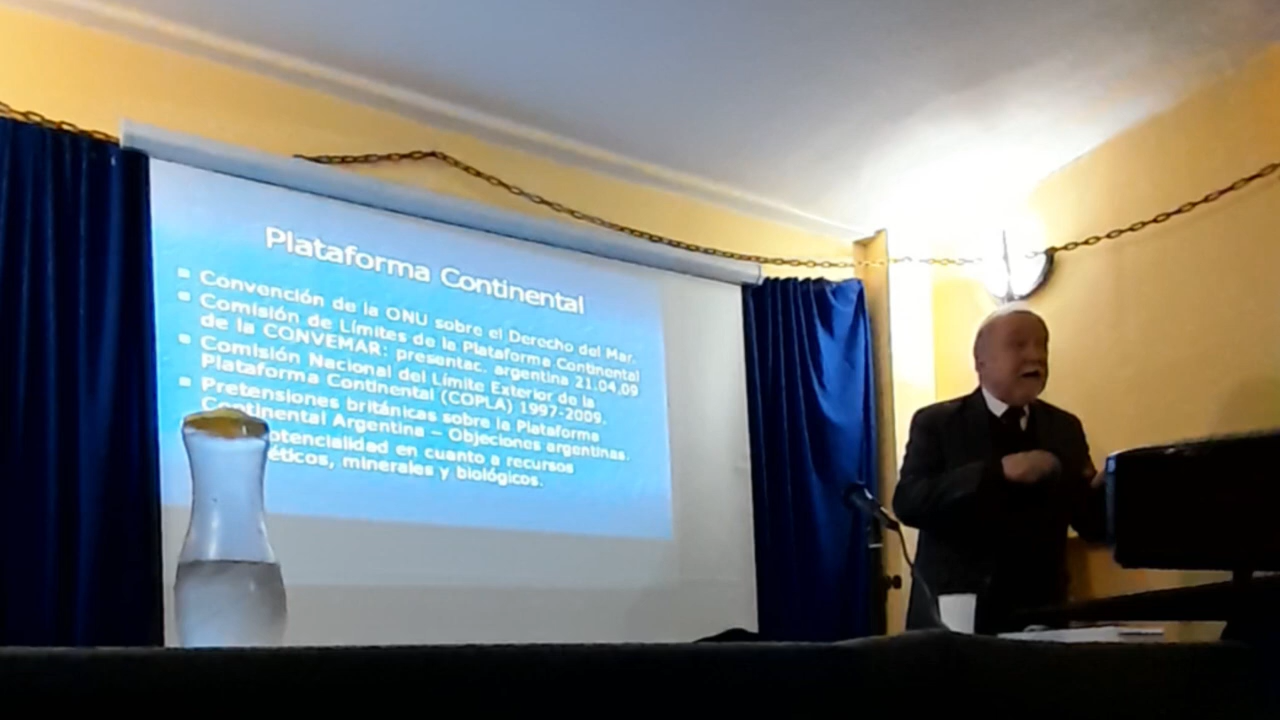 Plataforma Continental
Convención de la ONU sobre el Derecho del Mar.
Comisión de Límites de la Plataforma Continental
de la CONVEMAR: presentac. argentina 21.04.09
Comisión Nacional del Límite Exterior de la
Plataforma Continental (COPLA) 1997-2009.
Pretensiones británicas sobre la Plataforma
Continental Argentina – Objeciones argentinas.
otencialidad en cuanto a recursos
éticos, minerales y biológicos.